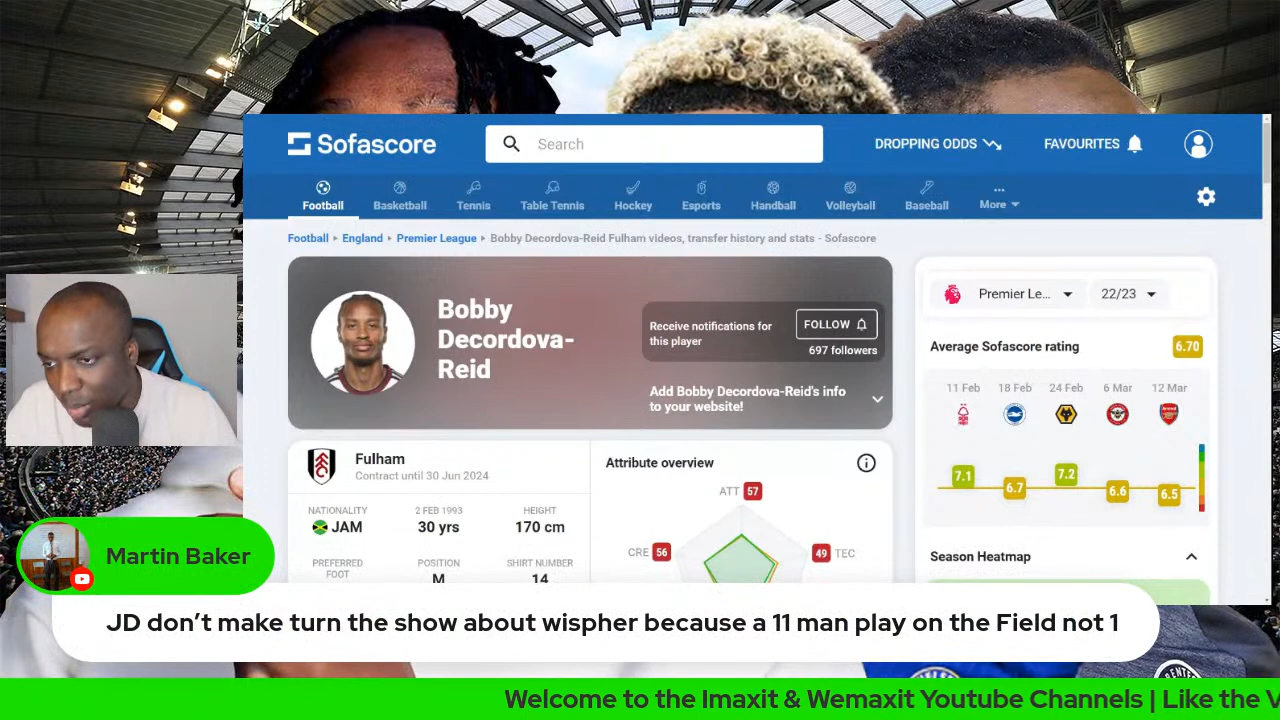 Sofascore
Search
DROPPING ODDS
FAVOURITES
Football
Basketball
Tennis
Table Tennis
Hockey
Esports
Handball
Volleyball
Baseball
More
Football England Premier League Bobby Decordova-Reid Fulham videos, transfer history and stats - Sofascore
Bobby
Decordova-
Reid
Receive notifications for
this player
FOLLOW
697 followers
Add Bobby Decordova-Reid's info
to your website!
Premier Le...
22/23
Average Sofascore rating
6.70
11 Feb
18 Feb
24 Feb
6 Mar
12 Mar
7.1
6.7
7.2
6.6
6.5
Season Heatmap
Fulham
Contract until 30 Jun 2024
NATIONALITY
JAM
2 FEB 1993
30 yrs
HEIGHT
170 cm
PREFERRED
FOOT
POSITION
M
SHIRT NUMBER
14
Attribute overview
ATT 57
CRE 56
49 TEC
Martin Baker
JD don’t make turn the show about wispher because a 11 man play on the Field not 1
Welcome to the Imaxit & Wemaxit Youtube Channels | Like the V